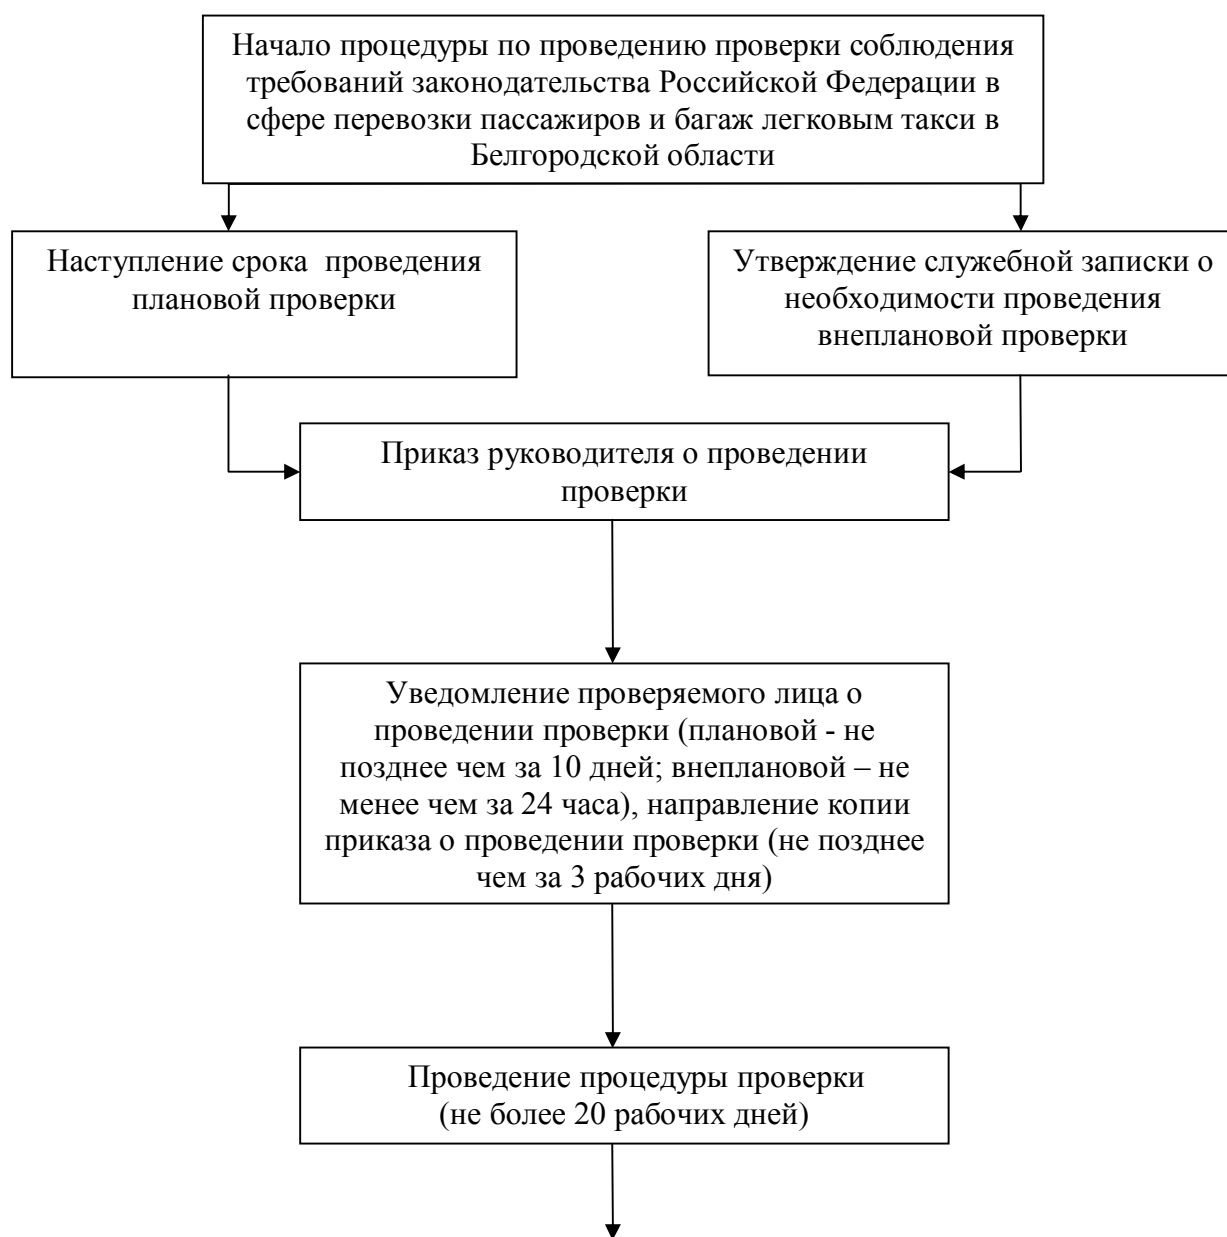 Начало процедуры по проведению проверки соблюдения
требований законодательства Российской Федерации в
сфере перевозки пассажиров и багаж легковым такси в
Белгородской области
Наступление срока  проведения
плановой проверки
Утверждение служебной записки о
необходимости проведения
внеплановой проверки
Приказ руководителя о проведении
проверки
Уведомление проверяемого лица о
проведении проверки (плановой - не
позднее чем за 10 дней; внеплановой – не
менее чем за 24 часа), направление копии
приказа о проведении проверки (не позднее
чем за 3 рабочих дня)
Проведение процедуры проверки
(не более 20 рабочих дней)